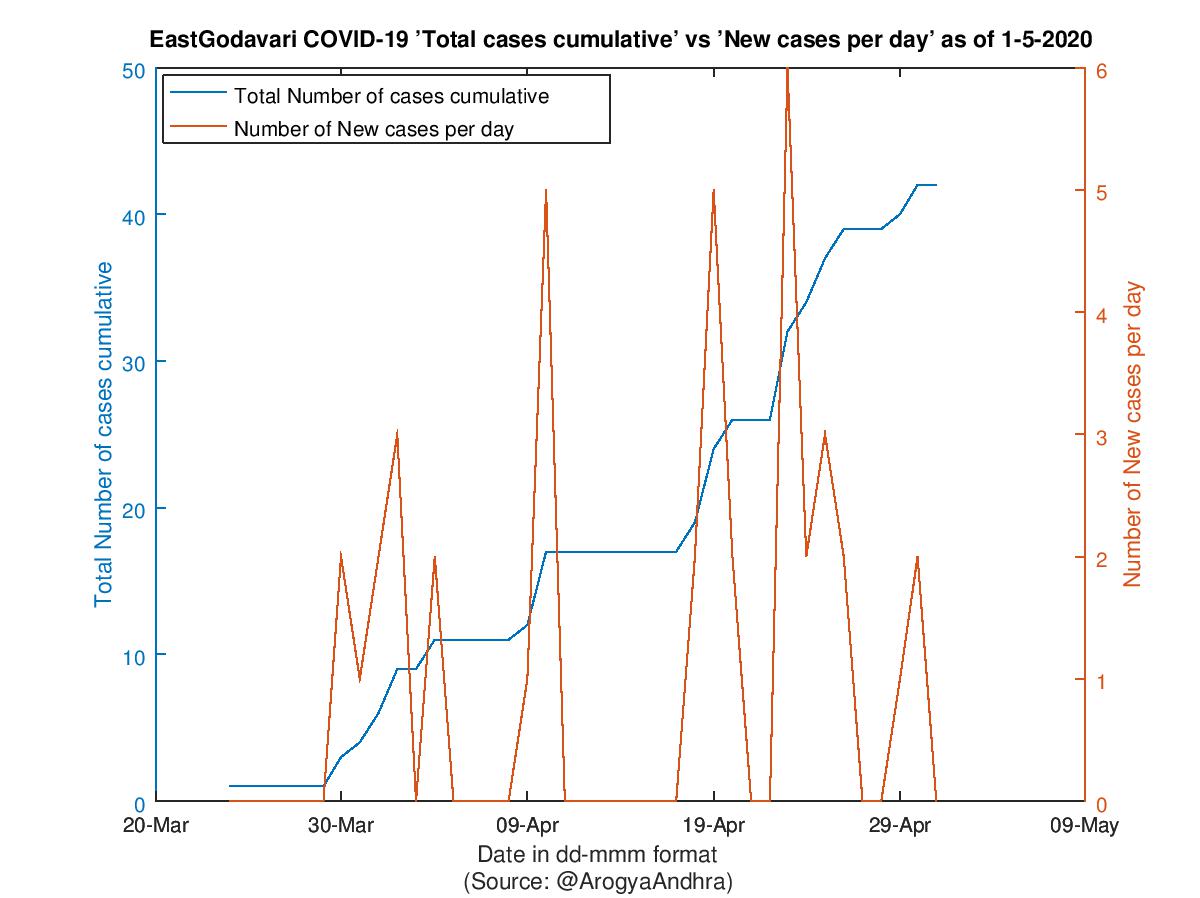 EastGodavari COVID-19 ’Total cases cumulative’ vs ’New cases per day’ as of 1-5-2020
Total Number of cases cumulative
Number of New cases per day
50
40
30
20
10
0
Total Number of cases cumulative
6
5
4
3
2
1
0
Number of New cases per day
20-Mar 30-Mar 09-Apr 19-Apr 29-Apr 09-May
Date in dd-mmm format
(Source: @ArogyaAndhra)